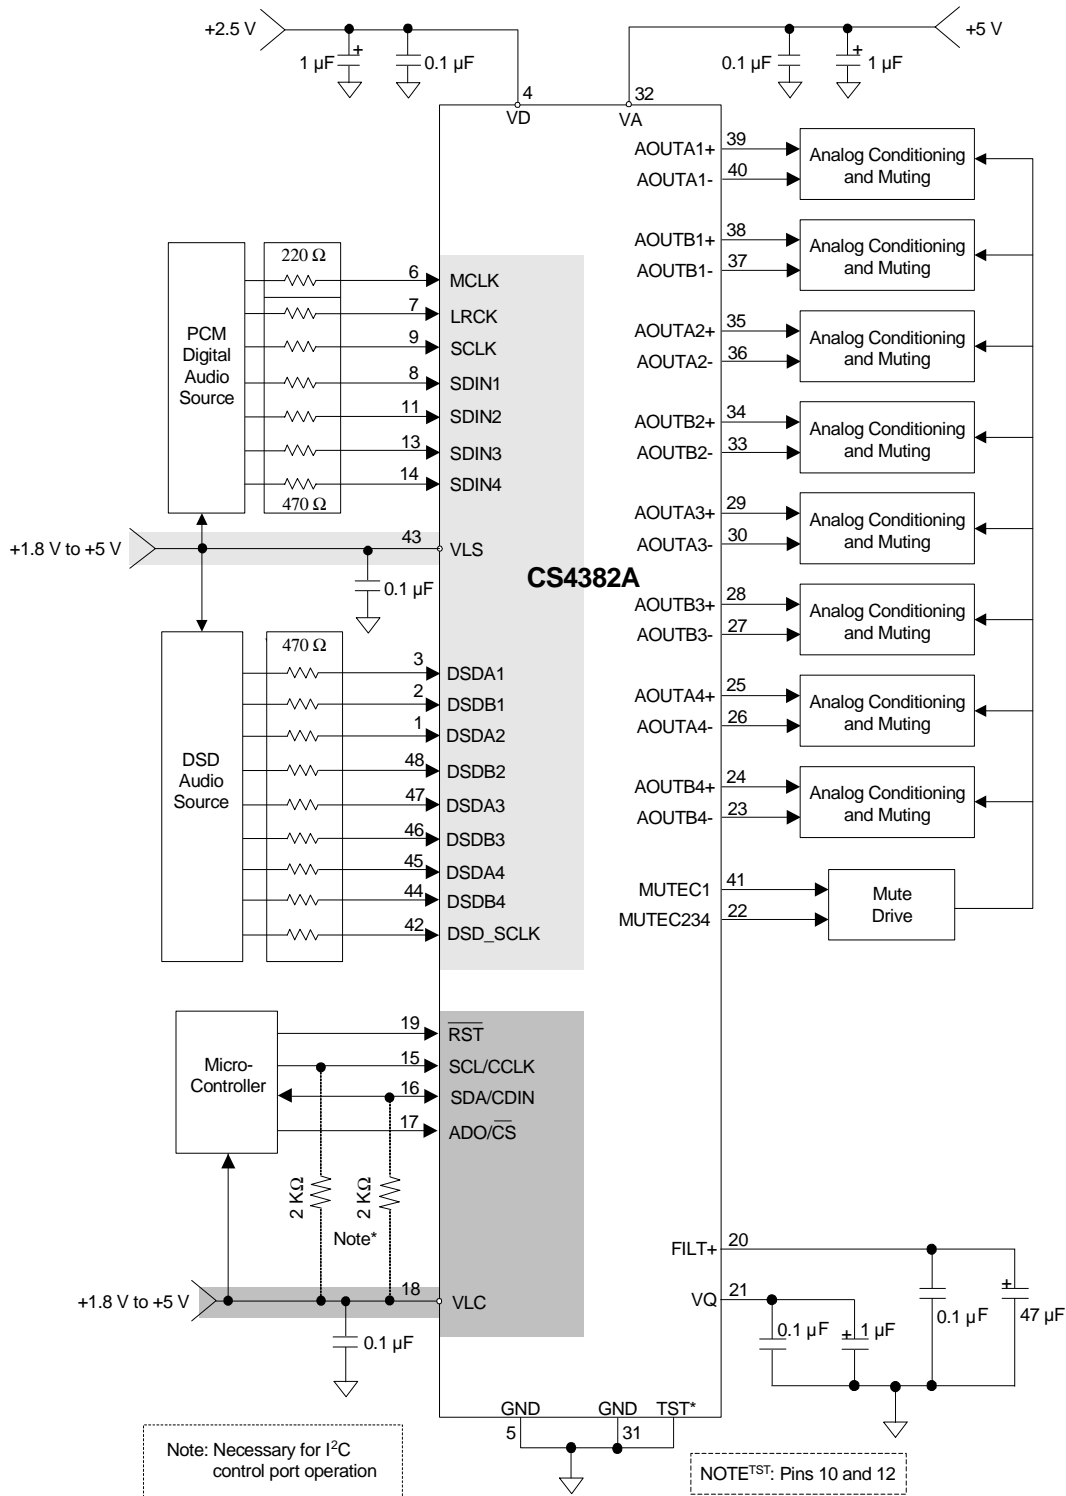 +2.5 V
+5 V
1 µF
+
0.1 µF
0.1 µF
+
1 µF
4
32
VD
VA
AOUTA1+
39
AOUTA1-
40
Analog Conditioning
and Muting
AOUTB1+
38
AOUTB1-
37
Analog Conditioning
and Muting
AOUTA2+
35
AOUTA2-
36
Analog Conditioning
and Muting
AOUTB2+
34
AOUTB2-
33
Analog Conditioning
and Muting
AOUTA3+
29
AOUTA3-
30
Analog Conditioning
and Muting
AOUTB3+
28
AOUTB3-
27
Analog Conditioning
and Muting
AOUTA4+
25
AOUTA4-
26
Analog Conditioning
and Muting
AOUTB4+
24
AOUTB4-
23
Analog Conditioning
and Muting
MUTEC1
41
MUTEC234
22
Mute
Drive
PCM
Digital
Audio
Source
220 Ω
6
MCLK
7
LRCK
9
SCLK
8
SDIN1
11
SDIN2
13
SDIN3
14
SDIN4
470 Ω
+1.8 V to +5 V
43
VLS
0.1 µF
CS4382A
DSD
Audio
Source
470 Ω
3
DSDA1
2
DSDB1
1
DSDA2
48
DSDB2
47
DSDA3
46
DSDB3
45
DSDA4
44
DSDB4
42
DSD_SCLK
Micro-
Controller
19
RST
15
SCL/CCLK
16
SDA/CDIN
17
ADO/CS
2 KΩ
2 KΩ
Note*
+1.8 V to +5 V
18
VLC
0.1 µF
FILT+
20
VQ
21
0.1 µF
+
1 µF
0.1 µF
+
47 µF
GND
GND
TST*
5
31
Note: Necessary for I²C
control port operation
NOTE^TST: Pins 10 and 12